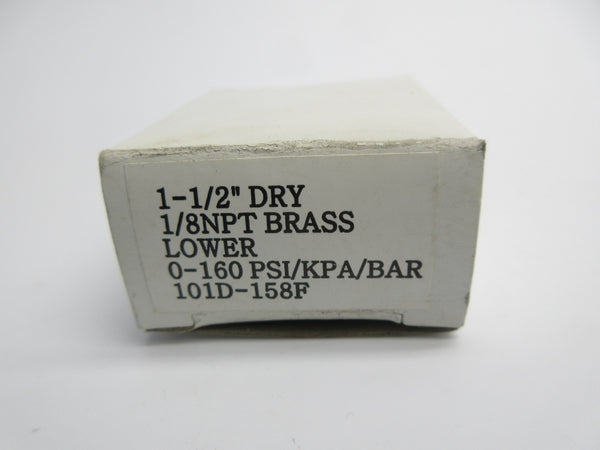 1-1/2" DRY
1/8NPT BRASS
LOWER
0-160 PSI/KPA/BAR
101D-158F